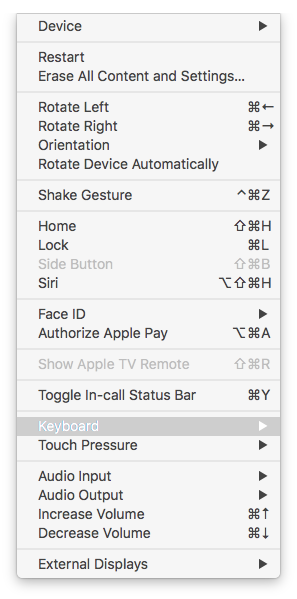 Device ▶
Restart
Erase All Content and Settings...
Rotate Left ⌘←
Rotate Right ⌘→
Orientation ▶
Rotate Device Automatically
Shake Gesture ^⌘Z
Home ⇧⌘H
Lock ⌘L
Side Button ⇧⌘B
Siri ⌥⇧⌘H
Face ID ▶
Authorize Apple Pay ⌥⌘A
Show Apple TV Remote ⇧⌘R
Toggle In-call Status Bar ⌘Y
Keyboard ▶
Touch Pressure ▶
Audio Input ▶
Audio Output ▶
Increase Volume ⌘↑
Decrease Volume ⌘↓
External Displays ▶